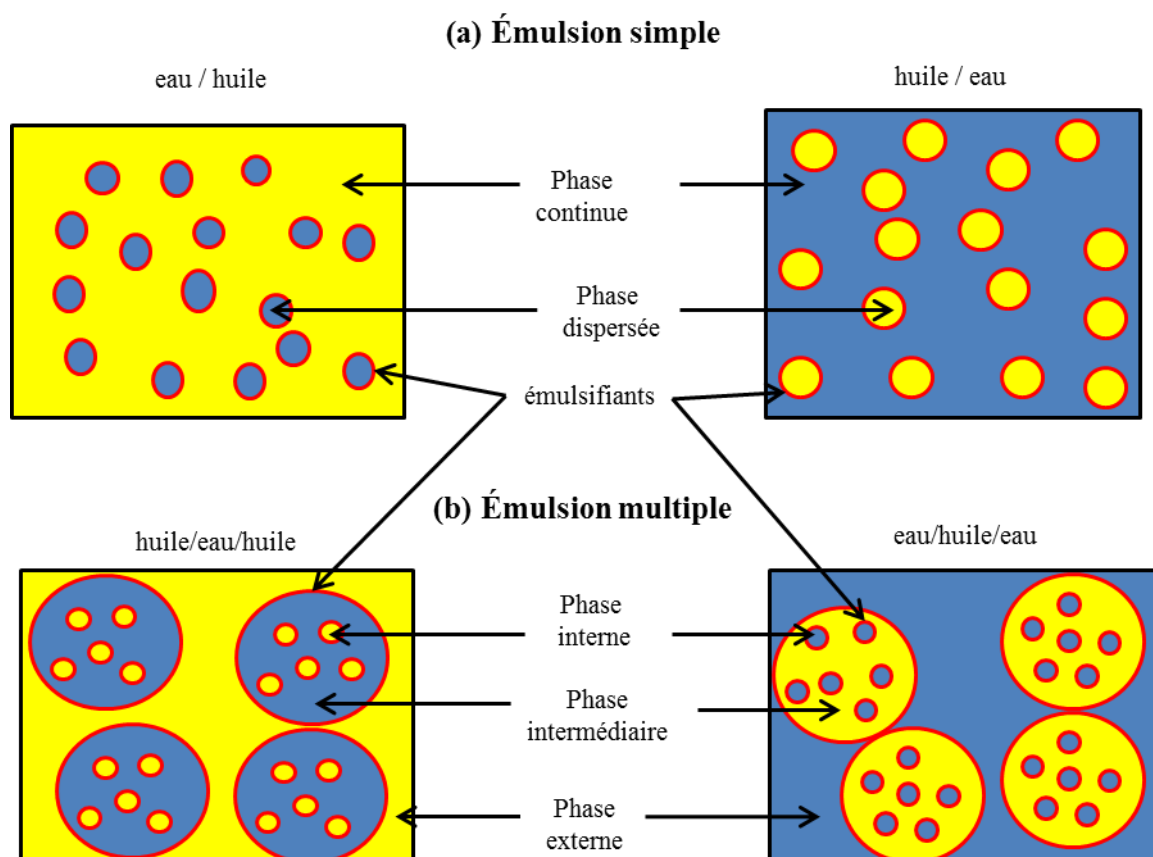 (a) Émulsion simple
eau / huile
huile / eau
Phase
continue
Phase
dispersée
émulsifiants
(b) Émulsion multiple
huile/eau/huile
eau/huile/eau
Phase
interne
Phase
intermédiaire
Phase
externe